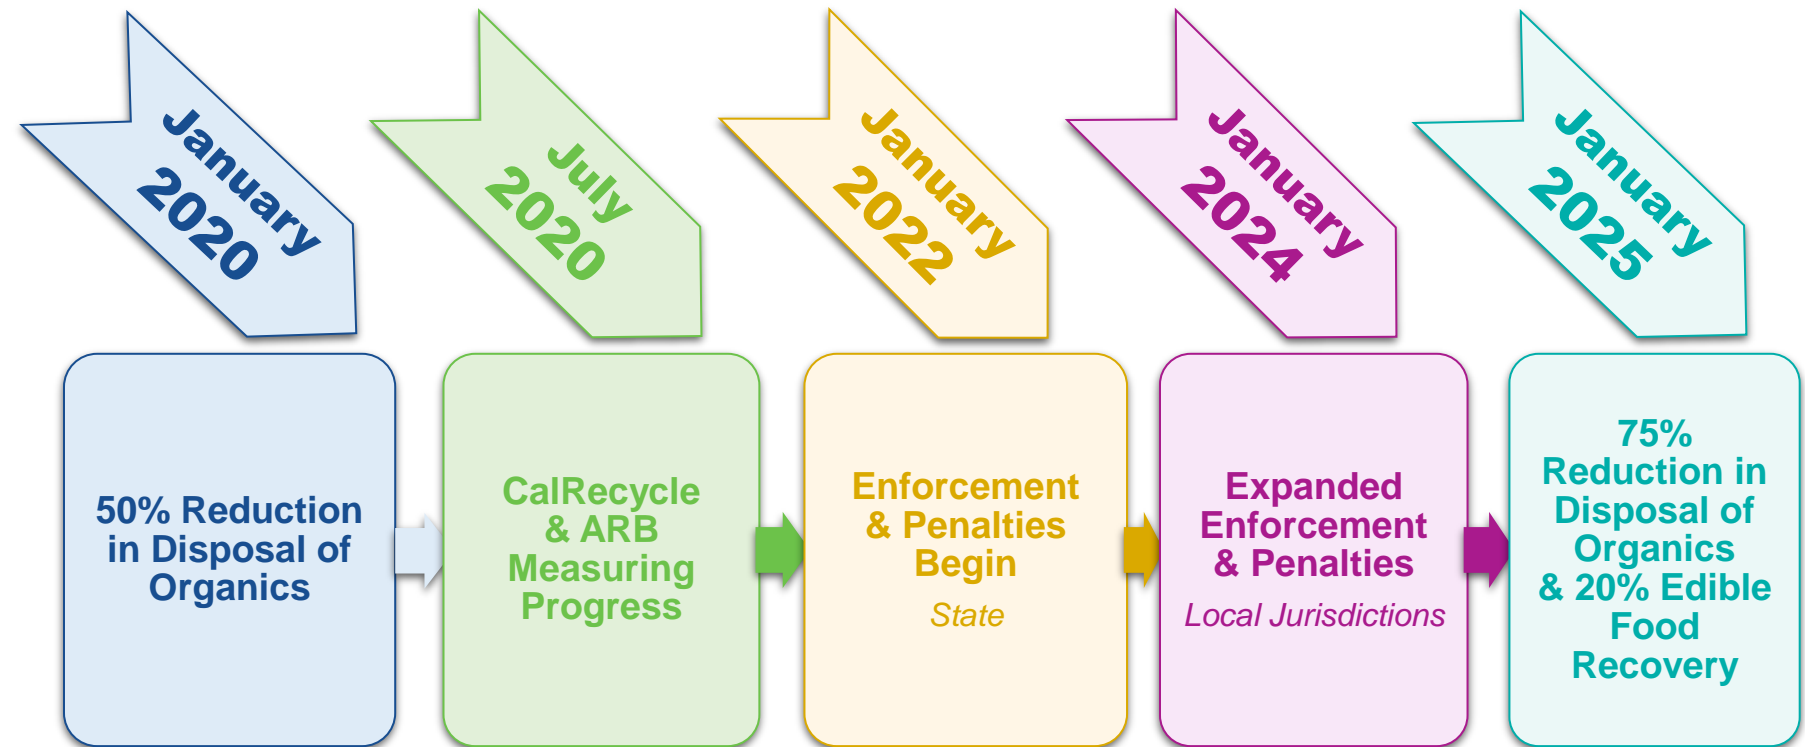 January
2020
July
2020
January
2022
January
2024
January
2025
50% Reduction
in Disposal of
Organics
CalRecycle
& ARB
Measuring
Progress
Enforcement
& Penalties
Begin
State
Expanded
Enforcement
& Penalties
Local Jurisdictions
75%
Reduction in
Disposal of
Organics
& 20% Edible
Food
Recovery